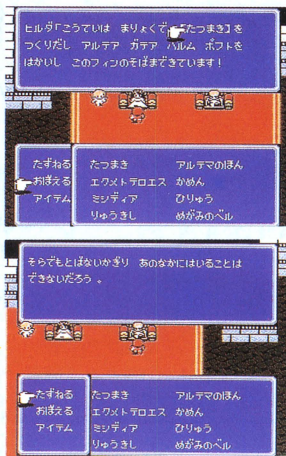 ヒルダ「こうていは まりょくで 【たつまき】を
つくりだし アルテア ガテア パルム ポフトを
はかいし このフィンのそばまできています!
たずねる たつまき アルテマのほん
おぼえる エクメトテロエス かめん
アイテム ミシディア ひりゅう
りゅうきし めがみのベル
そらでもとばないかぎり あのなかにはいることは
できないだろう。
たずねる たつまき アルテマのほん
おぼえる エクメトテロエス かめん
アイテム ミシディア ひりゅう
りゅうきし めがみのベル